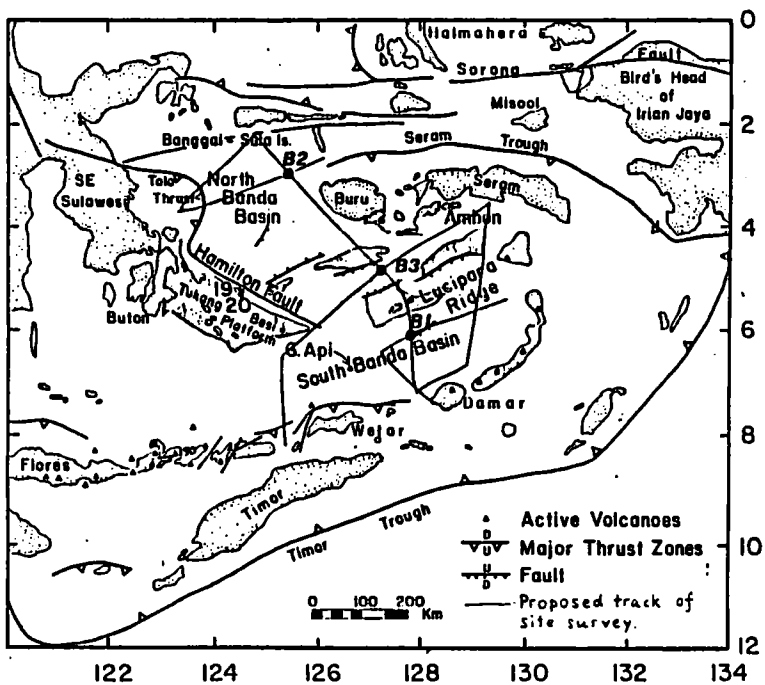 0
Halmahera
Fault
Sorong
Bird's Head
of
Irian Jaya
Misool
2
Banggai - Sula Is.
Seram
Trough
B2
SE
Sulawesi
Tolo
Thrust
North
Banda
Basin
Buru
Seram
Ambon
4
4
Hamilton Fault
B3
19
20
Tukang Besi
Platform
Lucipara
Ridge
Buton
B1
6
G. Api
South Banda Basin
Damar
Wetar
8
Flores
Timor
Timor
Trough
Active Volcanoes
D
U
Major Thrust Zones
U
D
Fault
Proposed track of
site survey.
10
0 100 200
Km
12
122 124 126 128 130 132 134